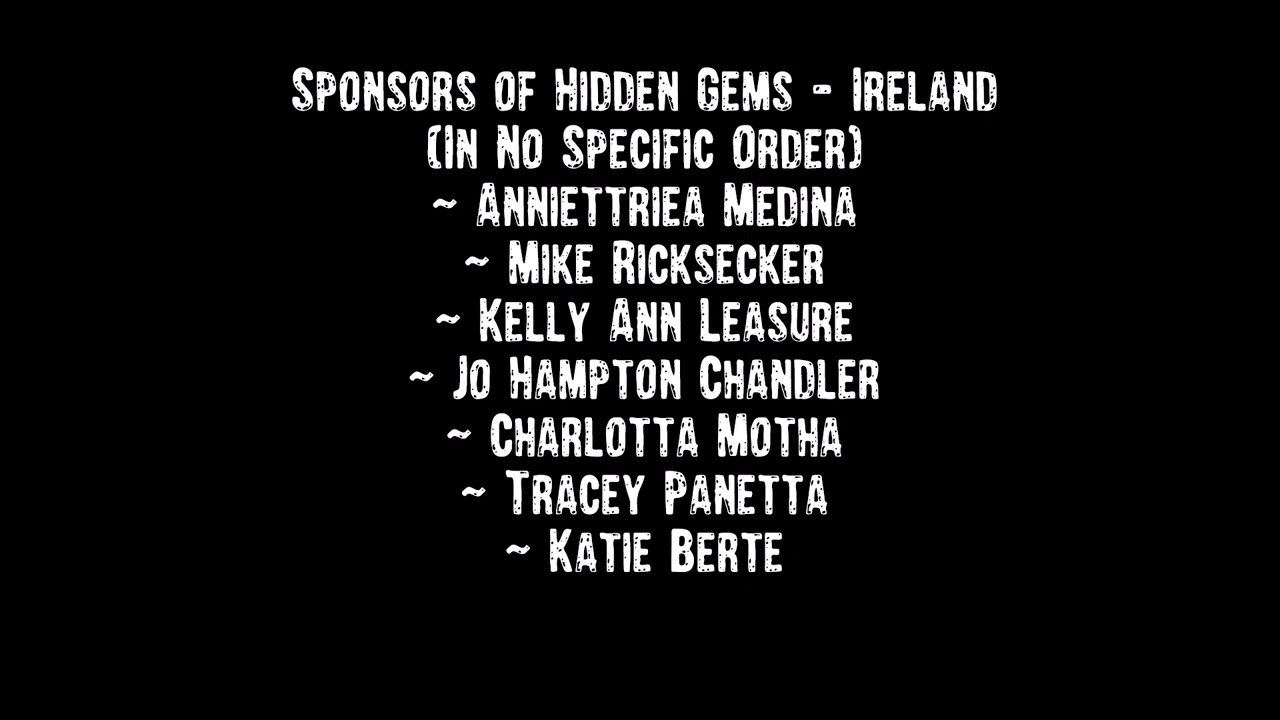 Sponsors of Hidden Gems - Ireland
(In No Specific Order)
~ Anniettriea Medina
~ Mike Ricksecker
~ Kelly Ann Leasure
~ Jo Hampton Chandler
~ Charlotta Motha
~ Tracey Panetta
~ Katie Berte